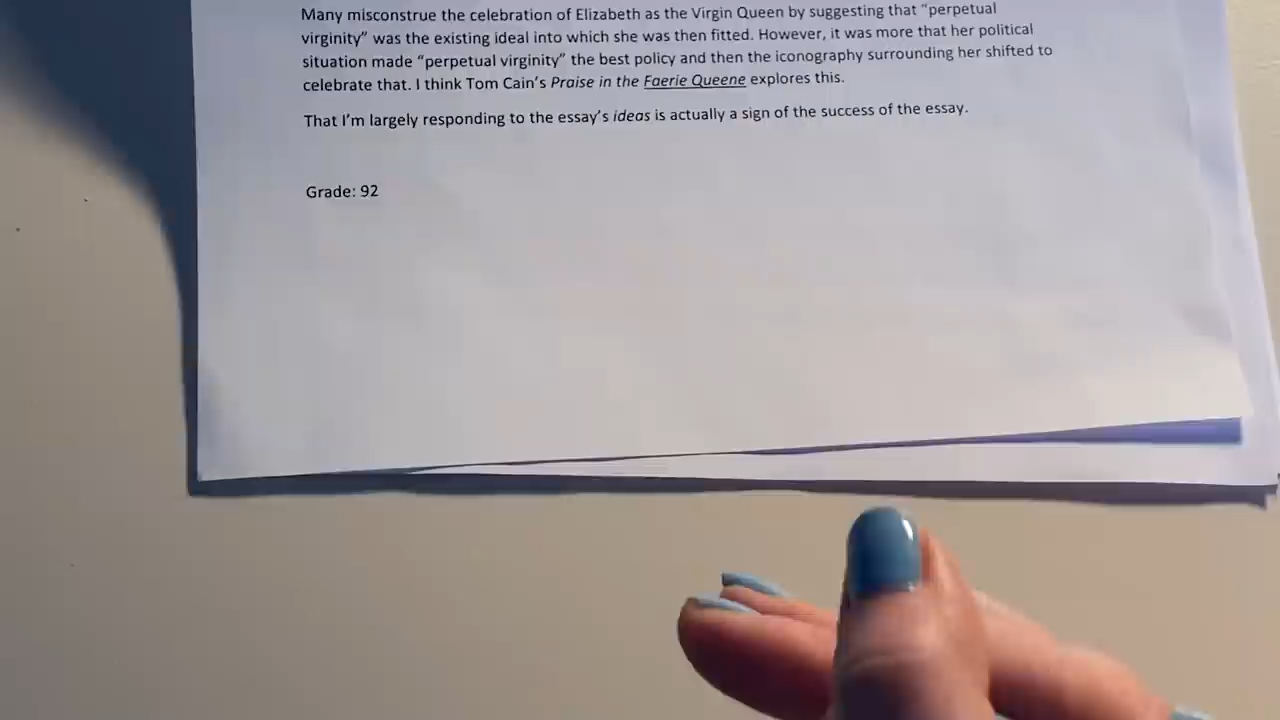 Many misconstrue the celebration of Elizabeth as the Virgin Queen by suggesting that “perpetual
virginity” was the existing ideal into which she was then fitted. However, it was more that her political
situation made “perpetual virginity” the best policy and then the iconography surrounding her shifted to
celebrate that. I think Tom Cain’s Praise in the Faerie Queene explores this.
That I’m largely responding to the essay’s ideas is actually a sign of the success of the essay.
Grade: 92